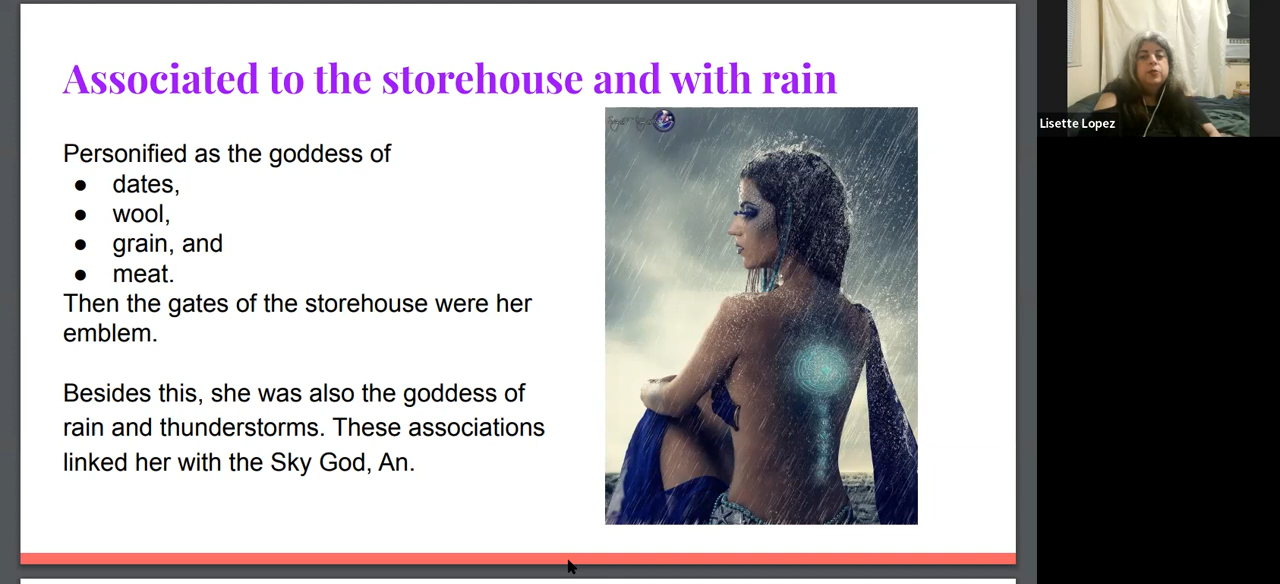 Associated to the storehouse and with rain
Personified as the goddess of
● dates,
● wool,
● grain, and
● meat.
Then the gates of the storehouse were her
emblem.
Besides this, she was also the goddess of
rain and thunderstorms. These associations
linked her with the Sky God, An.
Lisette Lopez